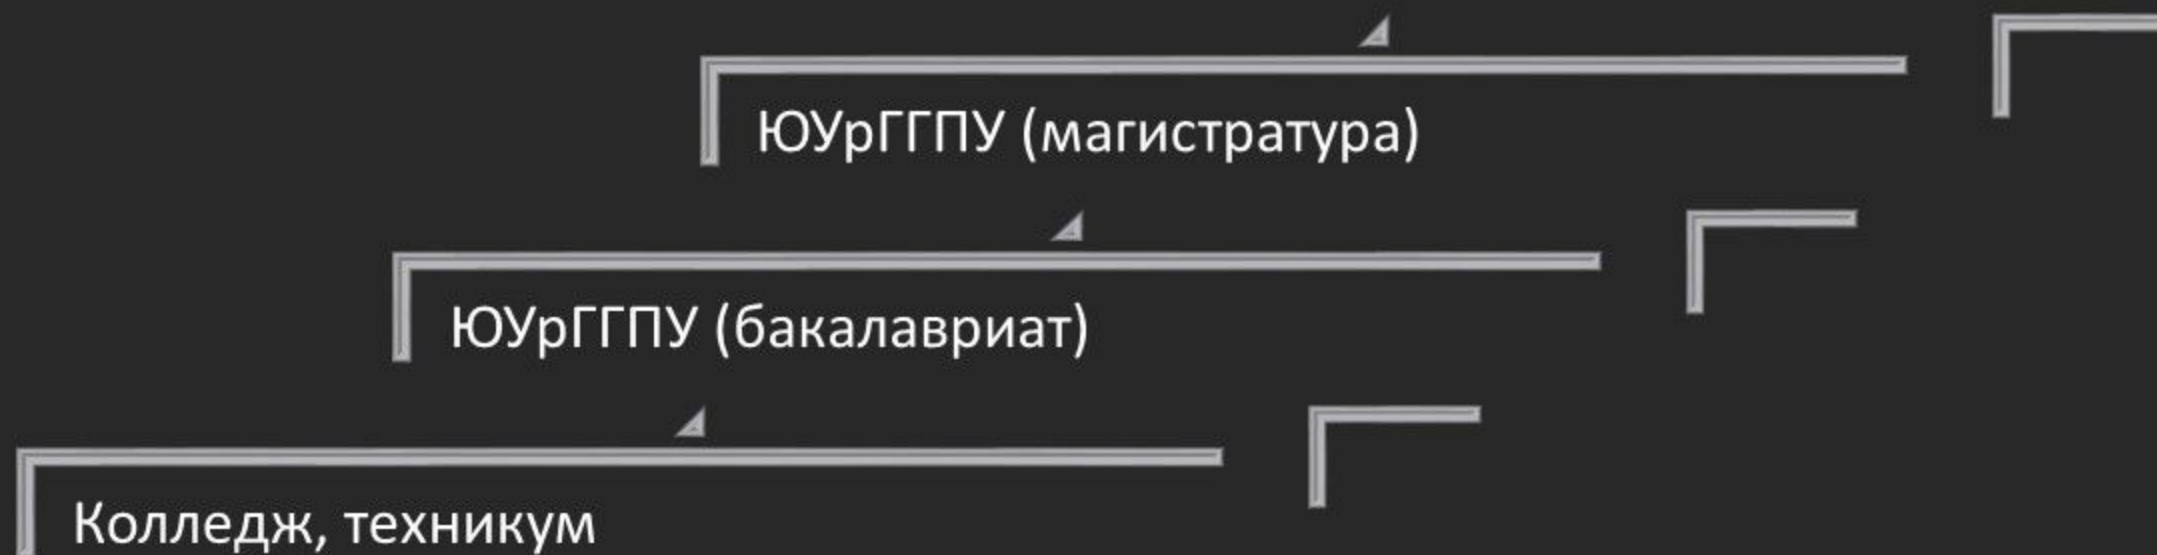 ЮУрГГПУ (магистратура)
ЮУрГГПУ (бакалавриат)
Колледж, техникум